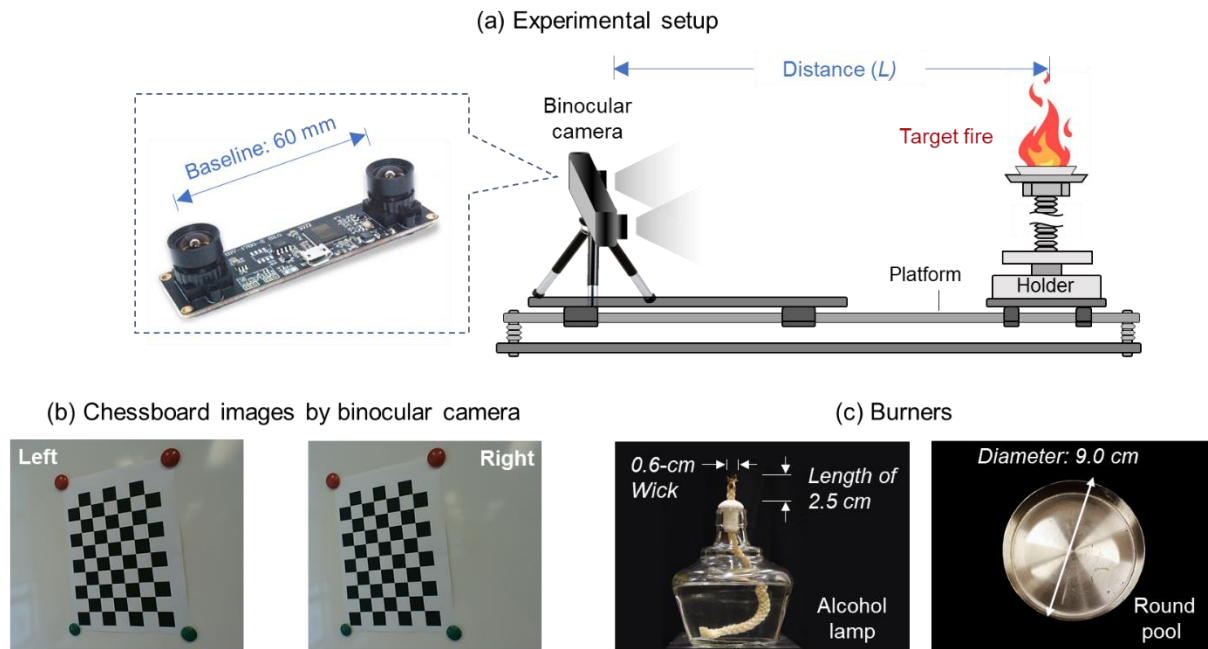 (a) Experimental setup
Distance (L)
Binocular
camera
Baseline: 60 mm
Target fire
Platform
Holder
(b) Chessboard images by binocular camera
(c) Burners
Left
Right
0.6-cm
Wick
Length of
2.5 cm
Alcohol
lamp
Diameter: 9.0 cm
Round
pool